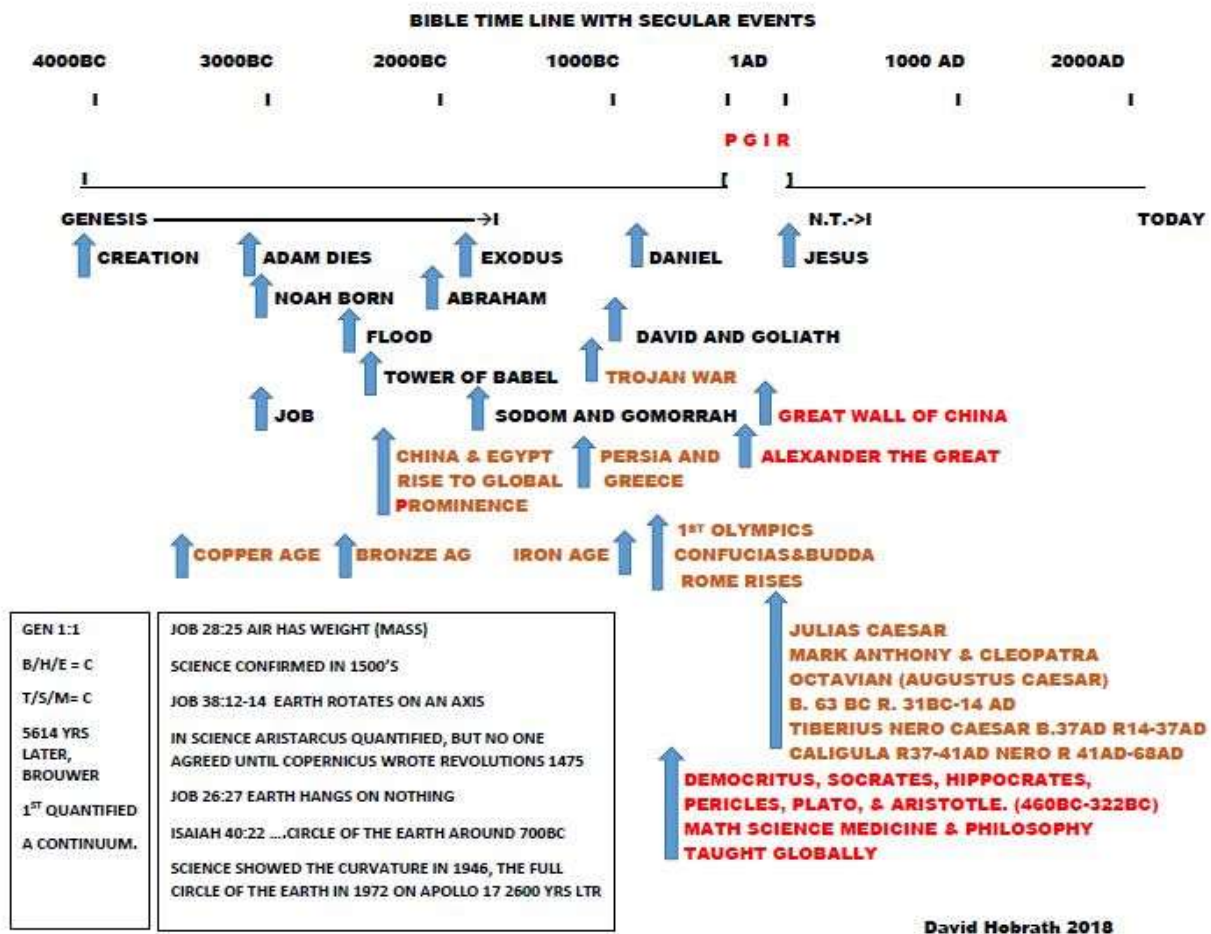 BIBLE TIME LINE WITH SECULAR EVENTS
4000BC 3000BC 2000BC 1000BC 1AD 1000 AD 2000AD
I I I I I I I I
P G I R
I [ ]
GENESIS →I N.T.->I TODAY
CREATION ADAM DIES EXODUS DANIEL JESUS
NOAH BORN ABRAHAM
FLOOD DAVID AND GOLIATH
TOWER OF BABEL TROJAN WAR
JOB SODOM AND GOMORRAH GREAT WALL OF CHINA
CHINA & EGYPT PERSIA AND ALEXANDER THE GREAT
RISE TO GLOBAL GREECE
PROMINENCE
1ST OLYMPICS
COPPER AGE BRONZE AG IRON AGE CONFUCIAS&BUDDA
ROME RISES
JULIAS CAESAR
MARK ANTHONY & CLEOPATRA
OCTAVIAN (AUGUSTUS CAESAR)
B. 63 BC R. 31BC-14 AD
TIBERIUS NERO CAESAR B.37AD R14-37AD
CALIGULA R37-41AD NERO R 41AD-68AD
DEMOCRITUS, SOCRATES, HIPPOCRATES,
PERICLES, PLATO, & ARISTOTLE. (460BC-322BC)
MATH SCIENCE MEDICINE & PHILOSOPHY
TAUGHT GLOBALLY
GEN 1:1
B/H/E = C
T/S/M= C
5614 YRS
LATER,
BROUWER
1ST QUANTIFIED
A CONTINUUM.
JOB 28:25 AIR HAS WEIGHT (MASS)
SCIENCE CONFIRMED IN 1500'S
JOB 38:12-14 EARTH ROTATES ON AN AXIS
IN SCIENCE ARISTARCUS QUANTIFIED, BUT NO ONE
AGREED UNTIL COPERNICUS WROTE REVOLUTIONS 1475
JOB 26:27 EARTH HANGS ON NOTHING
ISAIAH 40:22 ....CIRCLE OF THE EARTH AROUND 700BC
SCIENCE SHOWED THE CURVATURE IN 1946, THE FULL
CIRCLE OF THE EARTH IN 1972 ON APOLLO 17 2600 YRS LTR
David Hobrath 2018